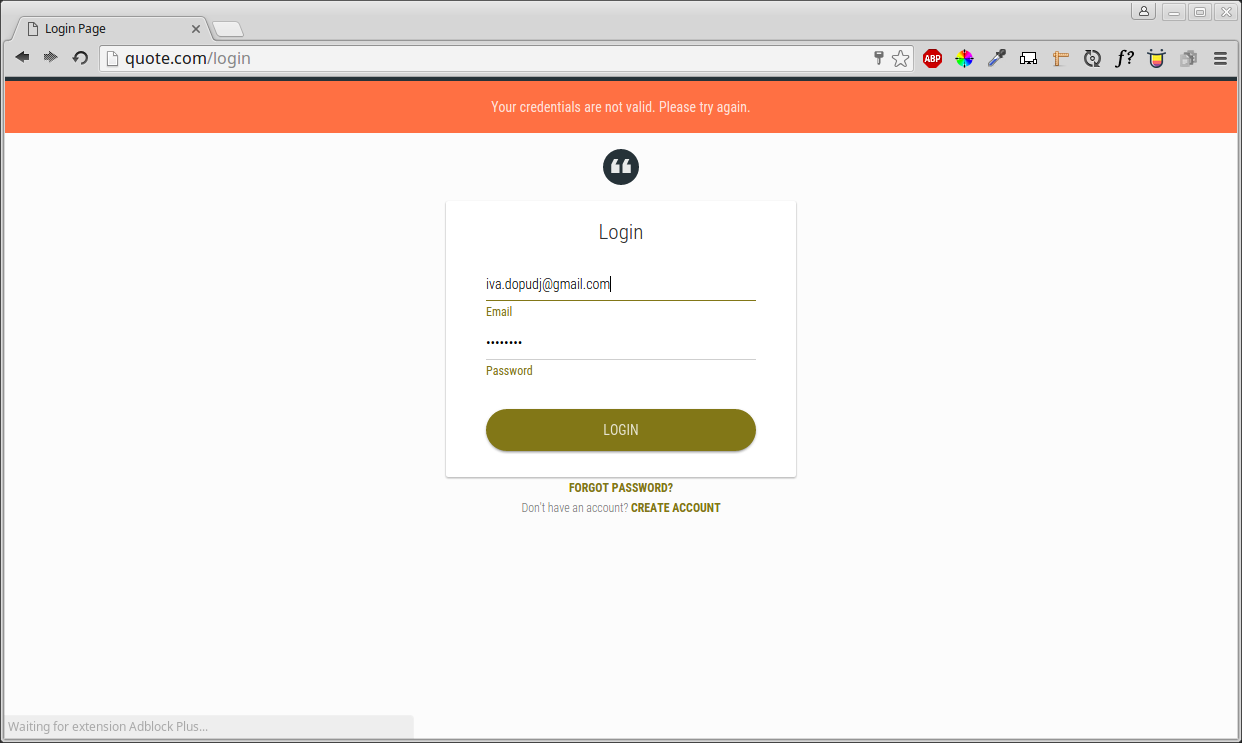 Login Page
quote.com/login
ABP
f?
Your credentials are not valid. Please try again.
Login
iva.dopudj@gmail.com
Email
••••••••
Password
LOGIN
FORGOT PASSWORD?
Don't have an account? CREATE ACCOUNT
Waiting for extension Adblock Plus...